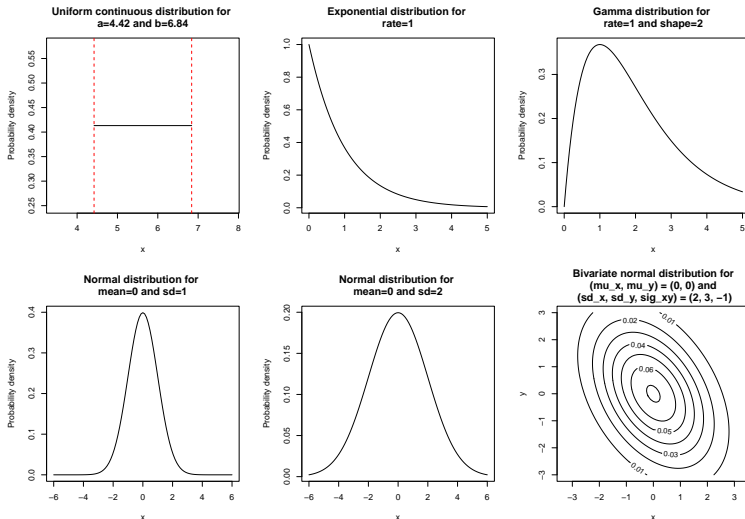 Uniform continuous distribution for
a=4.42 and b=6.84
Probability density
0.25 0.30 0.35 0.40 0.45 0.50 0.55
4 5 6 7 8
x
Exponential distribution for
rate=1
Probability density
0.0 0.2 0.4 0.6 0.8 1.0
0 1 2 3 4 5
x
Gamma distribution for
rate=1 and shape=2
Probability density
0.0 0.1 0.2 0.3
0 1 2 3 4 5
x
Normal distribution for
mean=0 and sd=1
Probability density
0.0 0.1 0.2 0.3 0.4
−6 −4 −2 0 2 4 6
x
Normal distribution for
mean=0 and sd=2
Probability density
0.00 0.05 0.10 0.15 0.20
−6 −4 −2 0 2 4 6
x
Bivariate normal distribution for
(mu_x, mu_y) = (0, 0) and
(sd_x, sd_y, sig_xy) = (2, 3, −1)
y
−3 −2 −1 0 1 2 3
0.01
0.02
0.04
0.06
0.05
0.03
0.01
−3 −2 −1 0 1 2 3
x